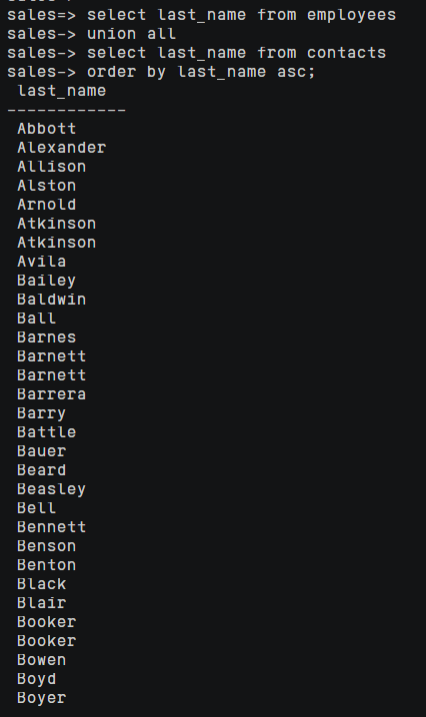 sales=> select last_name from employees
sales-> union all
sales-> select last_name from contacts
sales-> order by last_name asc;
last_name
------------
Abbott
Alexander
Allison
Alston
Arnold
Atkinson
Atkinson
Avila
Bailey
Baldwin
Ball
Barnes
Barnett
Barnett
Barrera
Barry
Battle
Bauer
Beard
Beasley
Bell
Bennett
Benson
Benton
Black
Blair
Booker
Booker
Bowen
Boyd
Boyer